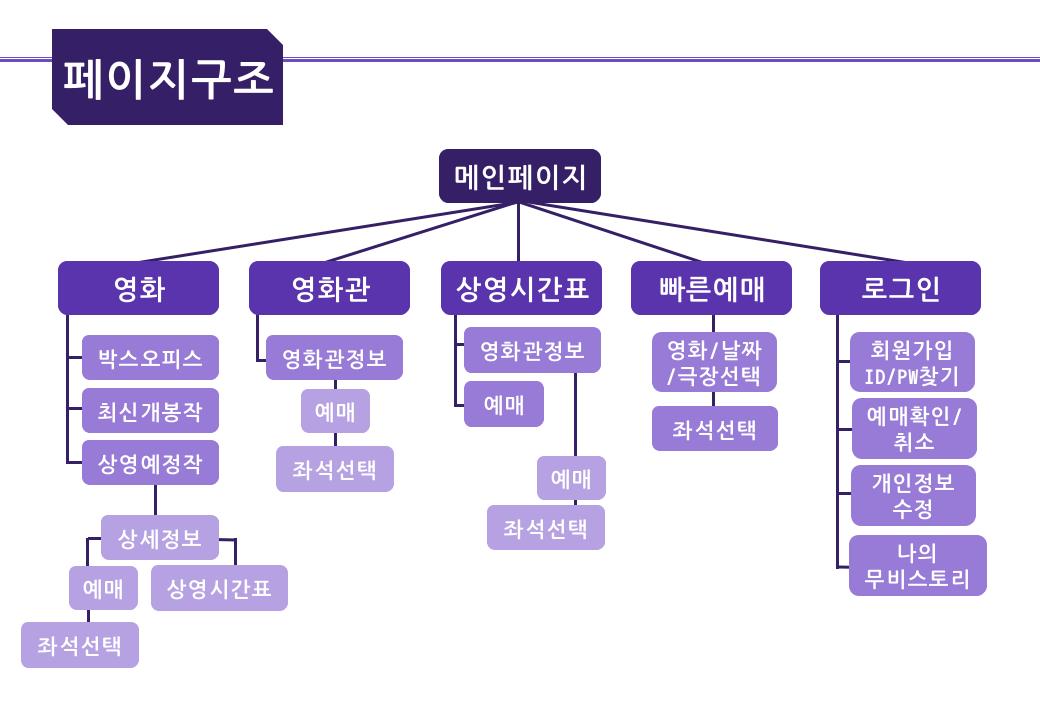 페이지구조
메인페이지
영화
영화관
상영시간표
빠른예매
로그인
박스오피스
최신개봉작
상영예정작
상세정보
예매
상영시간표
좌석선택
영화관정보
예매
좌석선택
영화관정보
예매
예매
좌석선택
영화/날짜
/극장선택
좌석선택
회원가입
ID/PW찾기
예매확인/
취소
개인정보
수정
나의
무비스토리